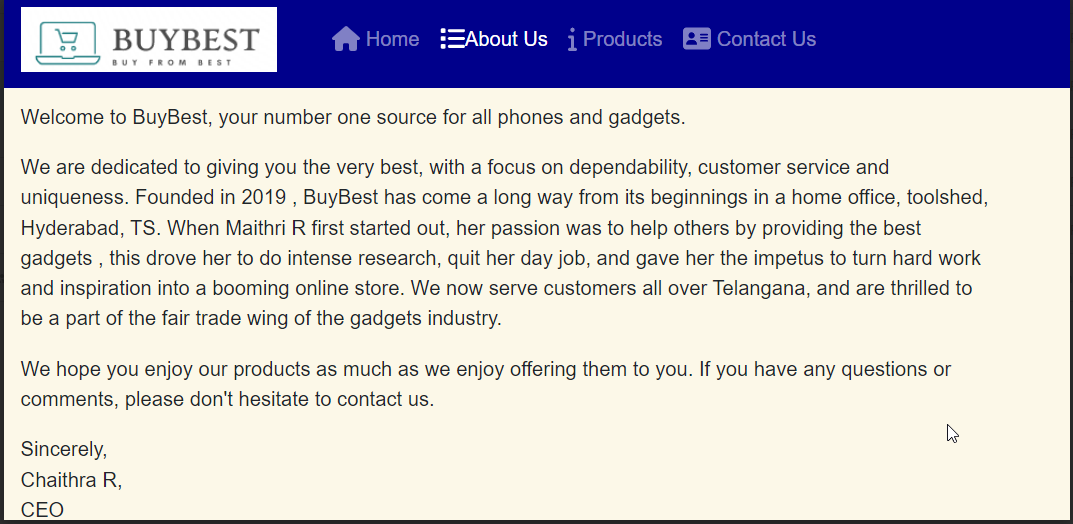 BUYBEST
BUY FROM BEST
Home
About Us
Products
Contact Us
Welcome to BuyBest, your number one source for all phones and gadgets.
We are dedicated to giving you the very best, with a focus on dependability, customer service and
uniqueness. Founded in 2019 , BuyBest has come a long way from its beginnings in a home office, toolshed,
Hyderabad, TS. When Maithri R first started out, her passion was to help others by providing the best
gadgets , this drove her to do intense research, quit her day job, and gave her the impetus to turn hard work
and inspiration into a booming online store. We now serve customers all over Telangana, and are thrilled to
be a part of the fair trade wing of the gadgets industry.
We hope you enjoy our products as much as we enjoy offering them to you. If you have any questions or
comments, please don't hesitate to contact us.
Sincerely,
Chaithra R,
CEO